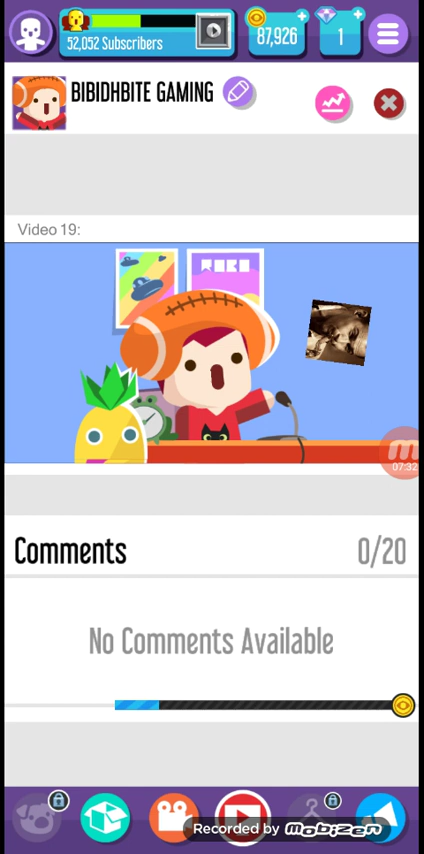 52,052 Subscribers
87,926
1
BIBIDHBITE GAMING
Video 19:
07:32
Comments
0/20
No Comments Available
Recorded by mobizen